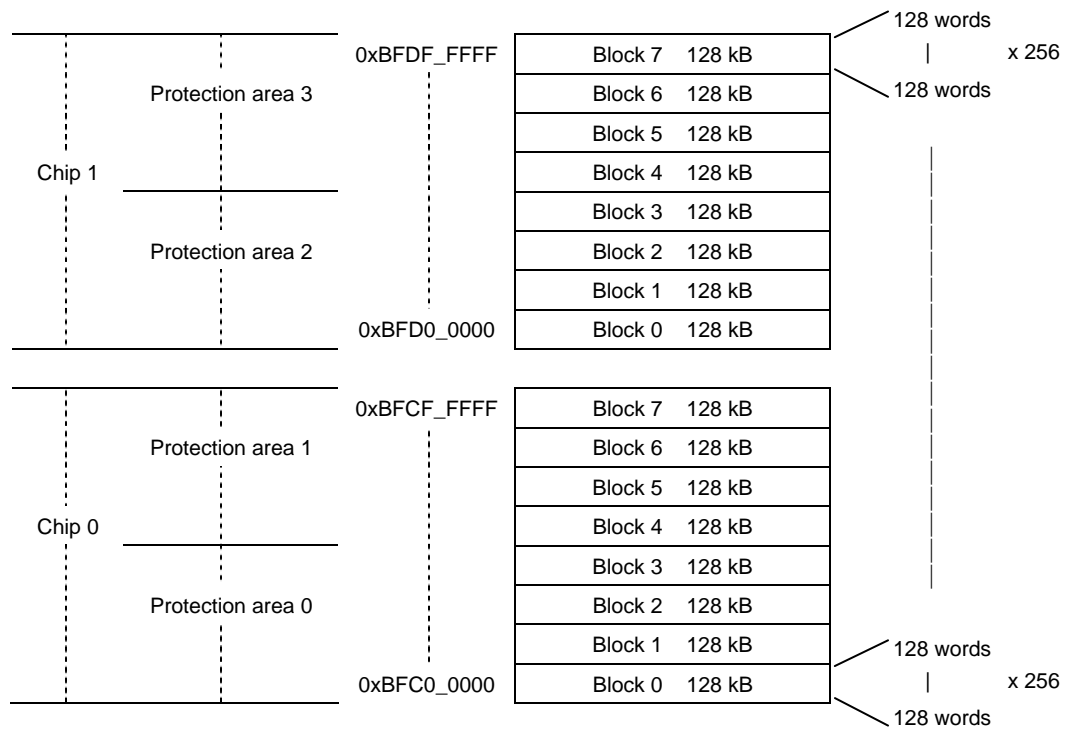 128 words
0xBFDF_FFFF Block 7 128 kB | x 256
Protection area 3 Block 6 128 kB 128 words
Block 5 128 kB
Chip 1 Block 4 128 kB
Block 3 128 kB
Protection area 2 Block 2 128 kB
Block 1 128 kB
0xBFD0_0000 Block 0 128 kB
0xBFCF_FFFF Block 7 128 kB
Protection area 1 Block 6 128 kB
Block 5 128 kB
Chip 0 Block 4 128 kB
Block 3 128 kB
Protection area 0 Block 2 128 kB
Block 1 128 kB 128 words
0xBFC0_0000 Block 0 128 kB | x 256
128 words